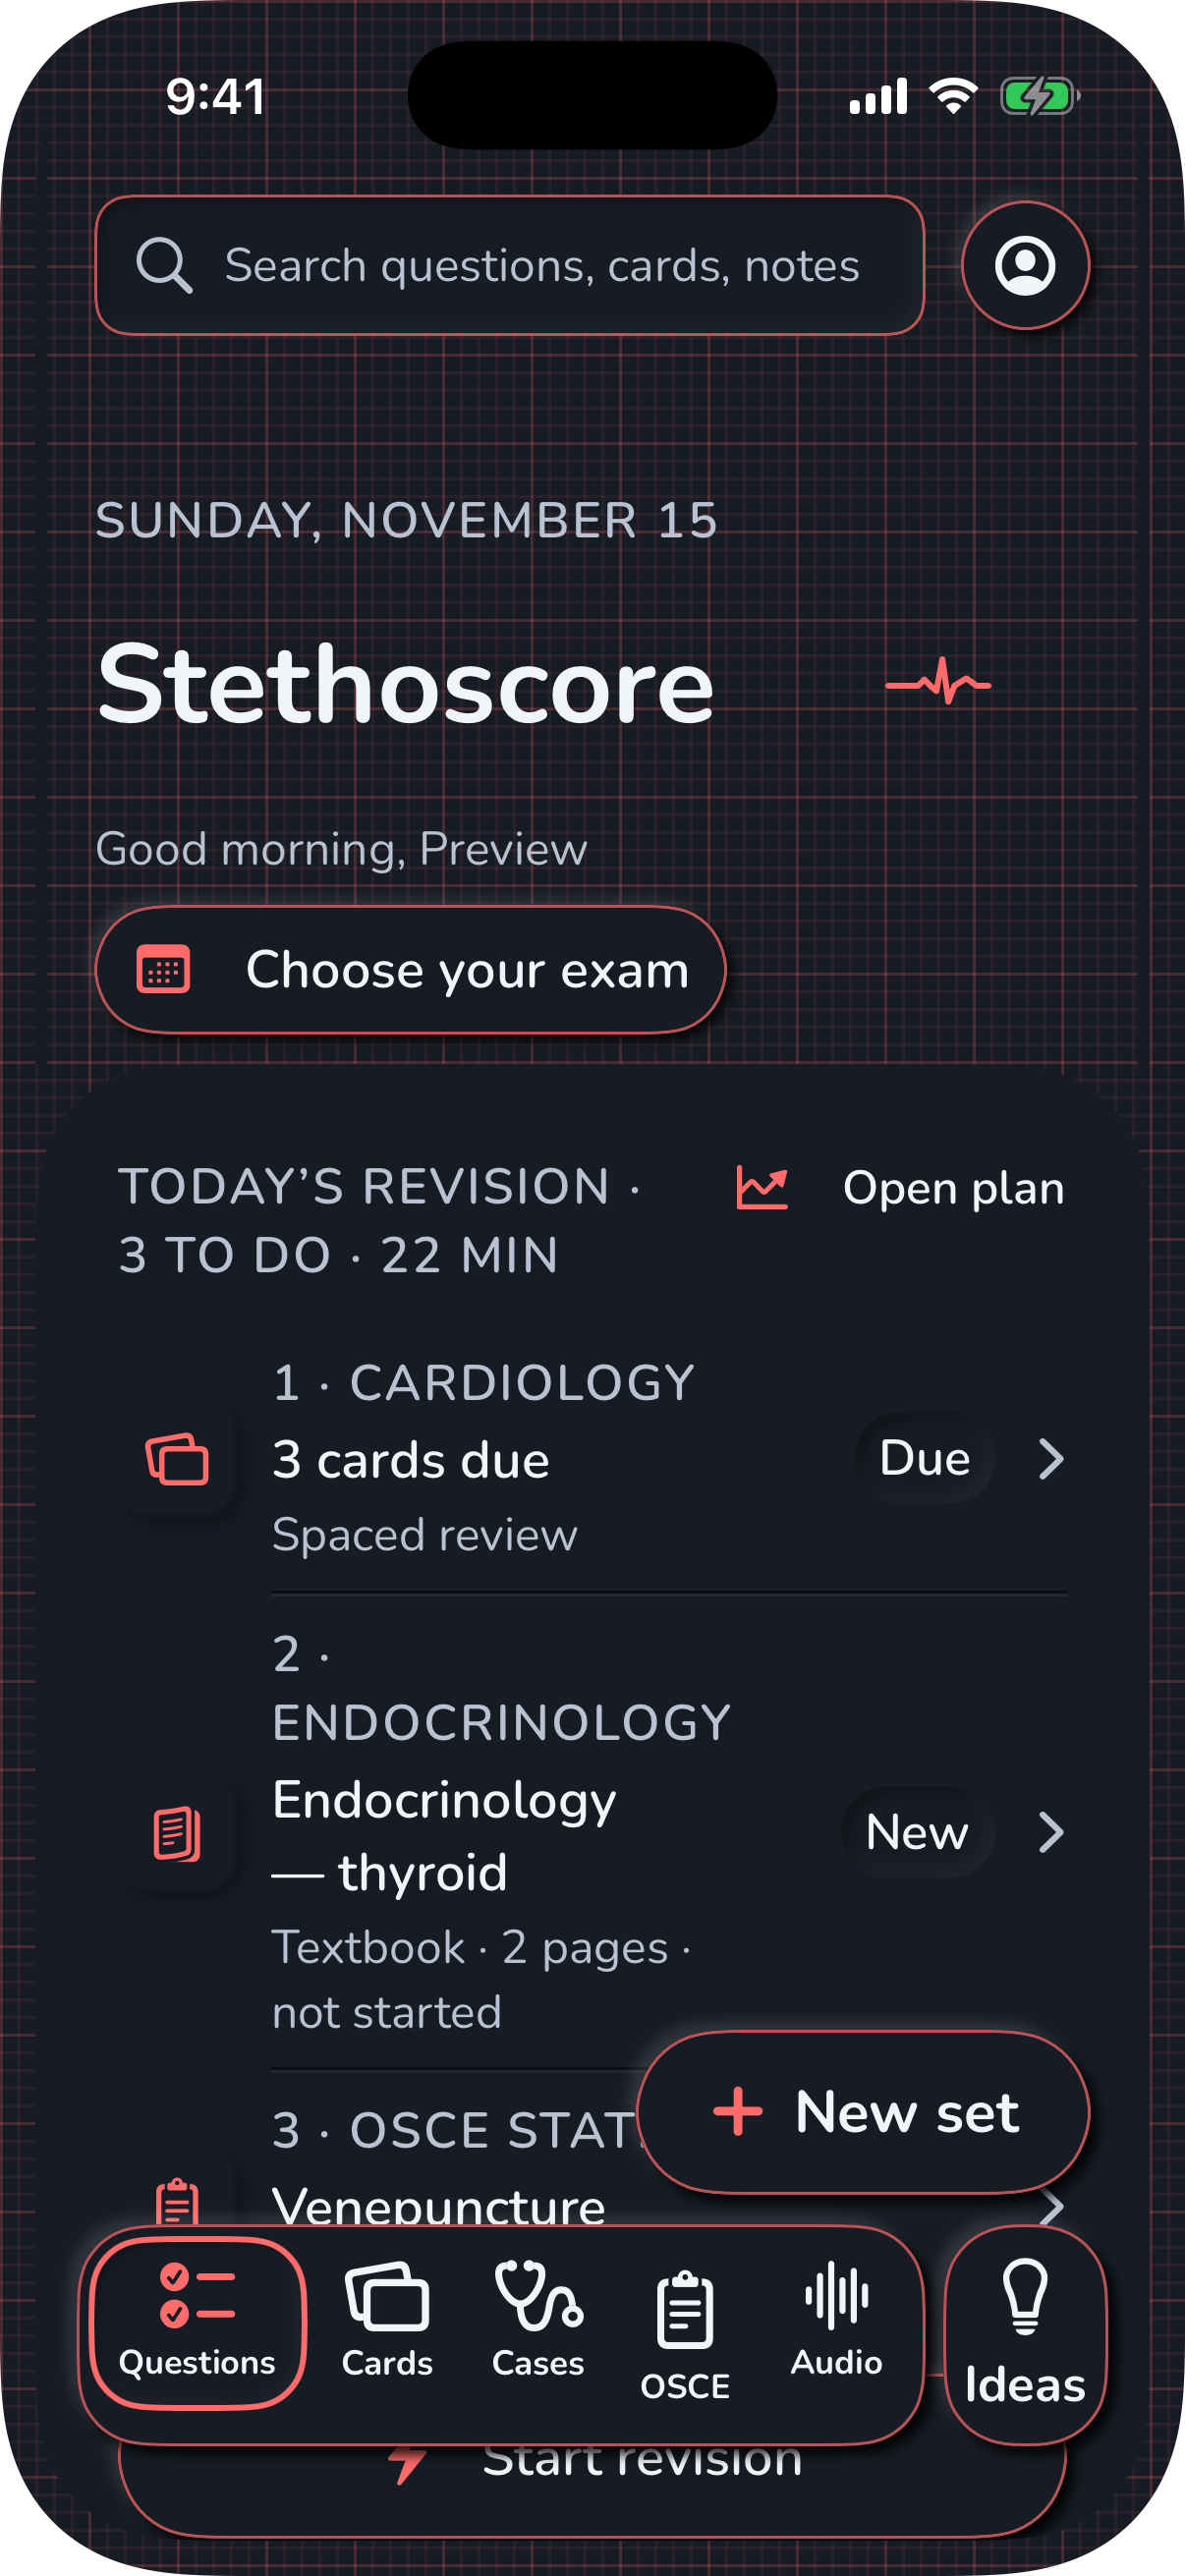 9:41
Search questions, cards, notes
SUNDAY, NOVEMBER 15
Stethoscore
Good morning, Preview
Choose your exam
TODAY’S REVISION ·
3 TO DO · 22 MIN
Open plan
1 · CARDIOLOGY
3 cards due
Due
Spaced review
2 ·
ENDOCRINOLOGY
Endocrinology
— thyroid
New
Textbook · 2 pages ·
not started
3 · OSCE
New set
Venepuncture
Questions
Cards
Cases
OSCE
Audio
Ideas
Start revision